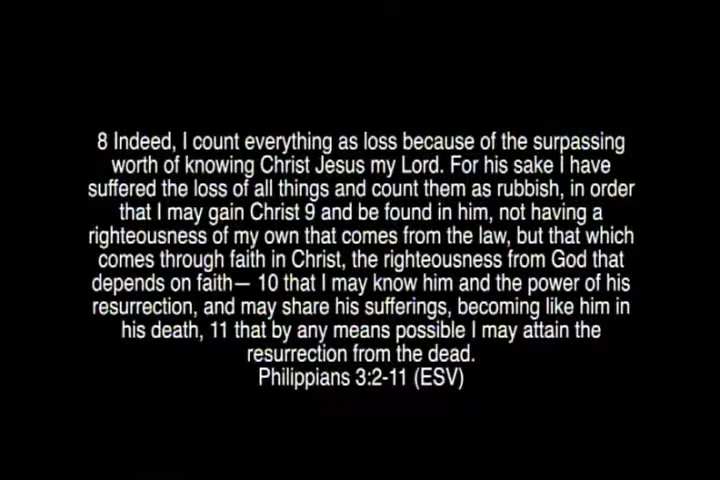 8 Indeed, I count everything as loss because of the surpassing
worth of knowing Christ Jesus my Lord. For his sake I have
suffered the loss of all things and count them as rubbish, in order
that I may gain Christ 9 and be found in him, not having a
righteousness of my own that comes from the law, but that which
comes through faith in Christ, the righteousness from God that
depends on faith— 10 that I may know him and the power of his
resurrection, and may share his sufferings, becoming like him in
his death, 11 that by any means possible I may attain the
resurrection from the dead.
Philippians 3:2-11 (ESV)